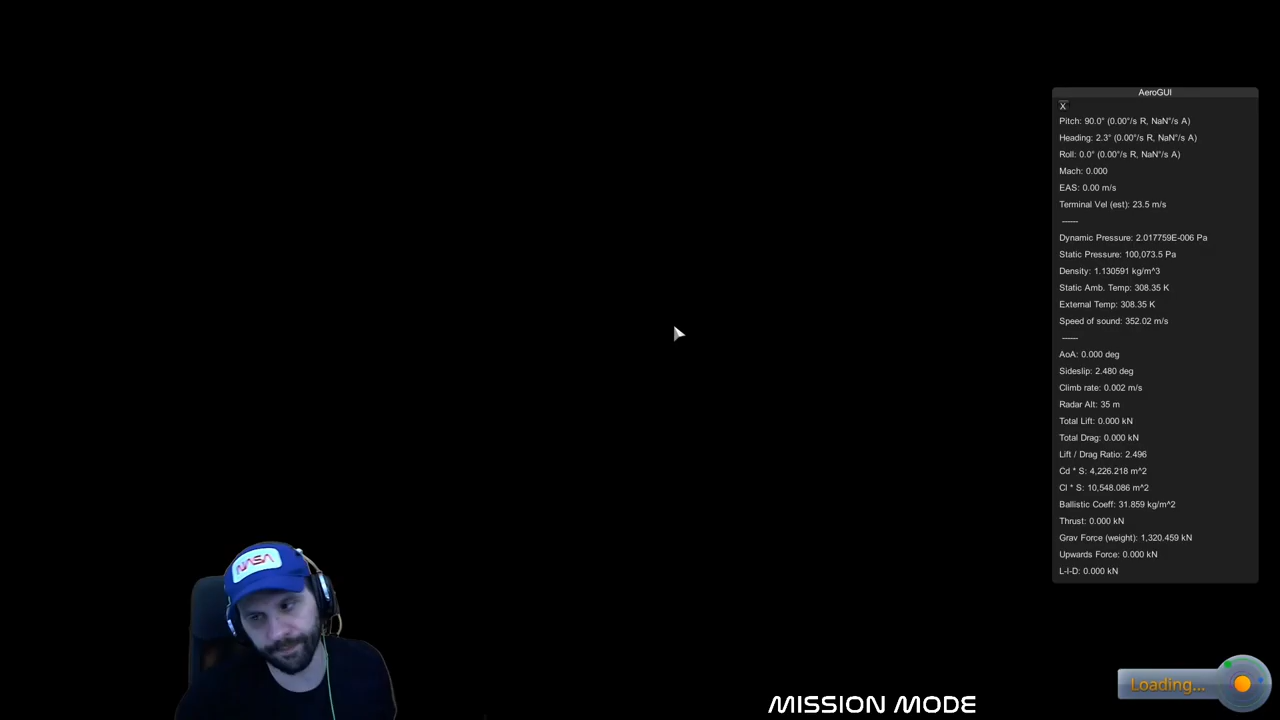 AeroGUI
X
Pitch: 90.0° (0.00°/s R, NaN°/s A)
Heading: 2.3° (0.00°/s R, NaN°/s A)
Roll: 0.0° (0.00°/s R, NaN°/s A)
Mach: 0.000
EAS: 0.00 m/s
Terminal Vel (est): 23.5 m/s
Dynamic Pressure: 2.017759E-006 Pa
Static Pressure: 100,073.5 Pa
Density: 1.130591 kg/m^3
Static Amb. Temp: 308.35 K
External Temp: 308.35 K
Speed of sound: 352.02 m/s
AoA: 0.000 deg
Sideslip: 2.480 deg
Climb rate: 0.002 m/s
Radar Alt: 35 m
Total Lift: 0.000 kN
Total Drag: 0.000 kN
Lift / Drag Ratio: 2.496
Cd * S: 4,226.218 m^2
Cl * S: 10,548.086 m^2
Ballistic Coeff: 31.859 kg/m^2
Thrust: 0.000 kN
Grav Force (weight): 1,320.459 kN
Upwards Force: 0.000 kN
L-I-D: 0.000 kN
NASA
Loading...
MISSION MODE